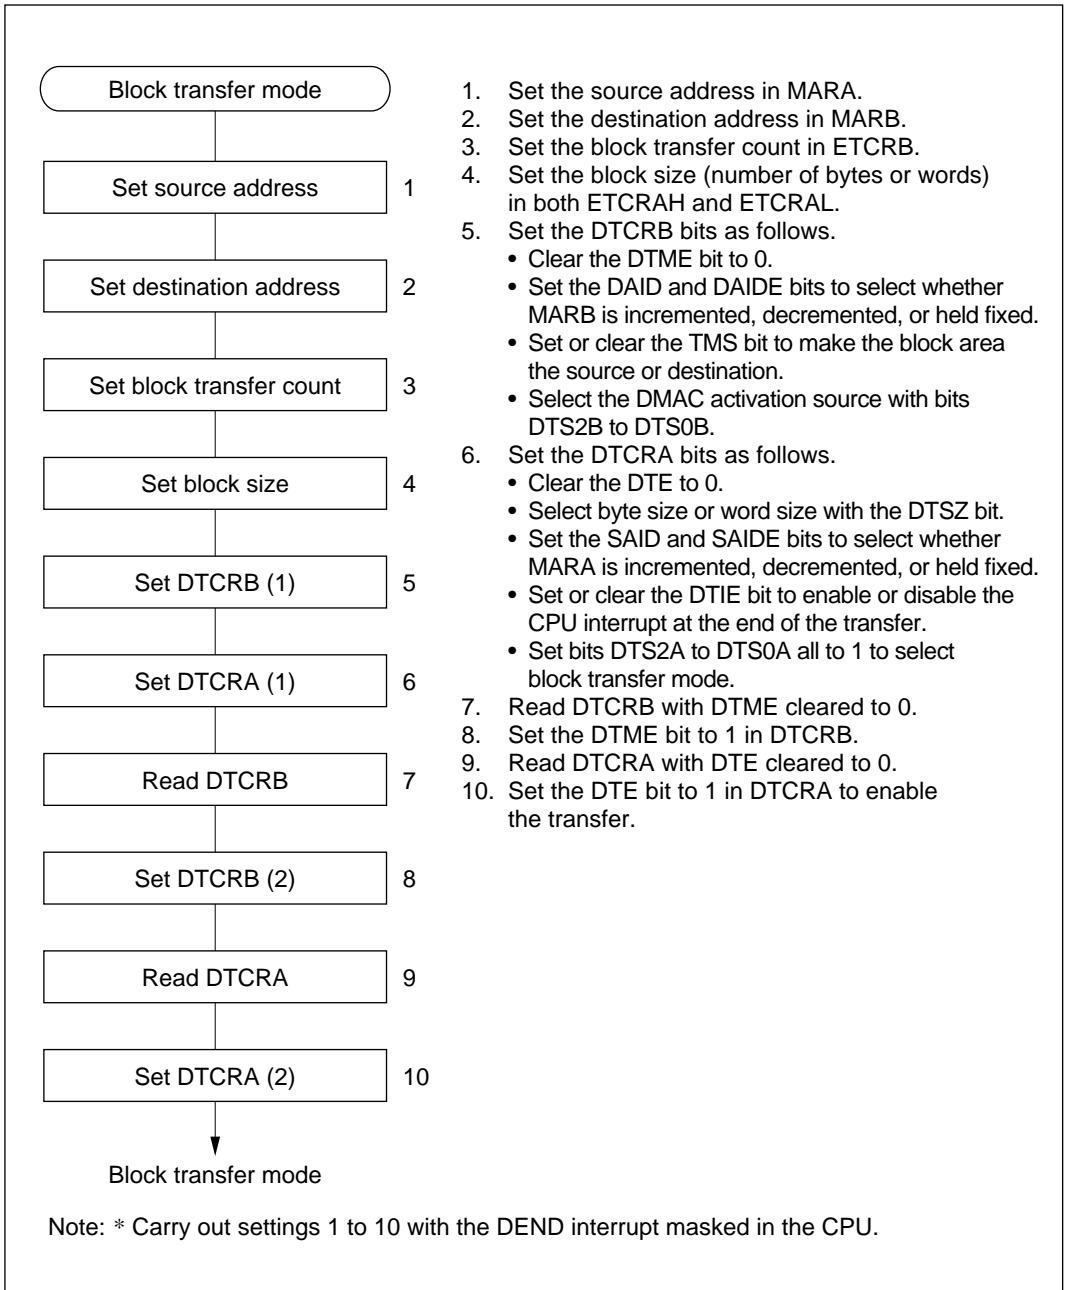 Block transfer mode
Set source address 1
Set destination address 2
Set block transfer count 3
Set block size 4
Set DTCRB (1) 5
Set DTCRA (1) 6
Read DTCRB 7
Set DTCRB (2) 8
Read DTCRA 9
Set DTCRA (2) 10
Block transfer mode
1. Set the source address in MARA.
2. Set the destination address in MARB.
3. Set the block transfer count in ETCRB.
4. Set the block size (number of bytes or words)
in both ETCRAH and ETCRAL.
5. Set the DTCRB bits as follows.
• Clear the DTME bit to 0.
• Set the DAID and DAIDE bits to select whether
MARB is incremented, decremented, or held fixed.
• Set or clear the TMS bit to make the block area
the source or destination.
• Select the DMAC activation source with bits
DTS2B to DTS0B.
6. Set the DTCRA bits as follows.
• Clear the DTE to 0.
• Select byte size or word size with the DTSZ bit.
• Set the SAID and SAIDE bits to select whether
MARA is incremented, decremented, or held fixed.
• Set or clear the DTIE bit to enable or disable the
CPU interrupt at the end of the transfer.
• Set bits DTS2A to DTS0A all to 1 to select
block transfer mode.
7. Read DTCRB with DTME cleared to 0.
8. Set the DTME bit to 1 in DTCRB.
9. Read DTCRA with DTE cleared to 0.
10. Set the DTE bit to 1 in DTCRA to enable
the transfer.
Note: * Carry out settings 1 to 10 with the DEND interrupt masked in the CPU.